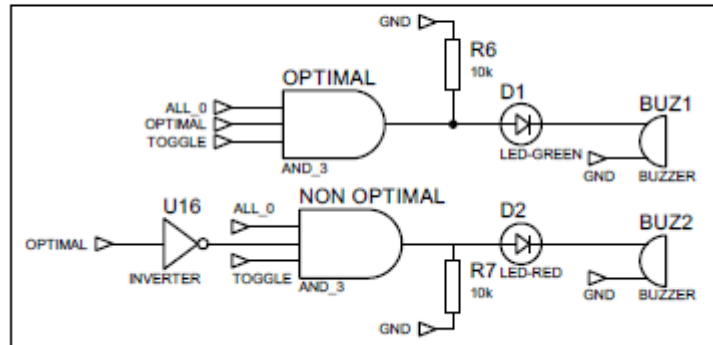 GND
R6
10k
OPTIMAL
D1
BUZ1
ALL_0
OPTIMAL
TOGGLE
LED-GREEN
AND_3
GND
BUZZER
U16
ALL_0
NON OPTIMAL
D2
BUZ2
OPTIMAL
INVERTER
TOGGLE
AND_3
R7
10k
LED-RED
GND
BUZZER
GND